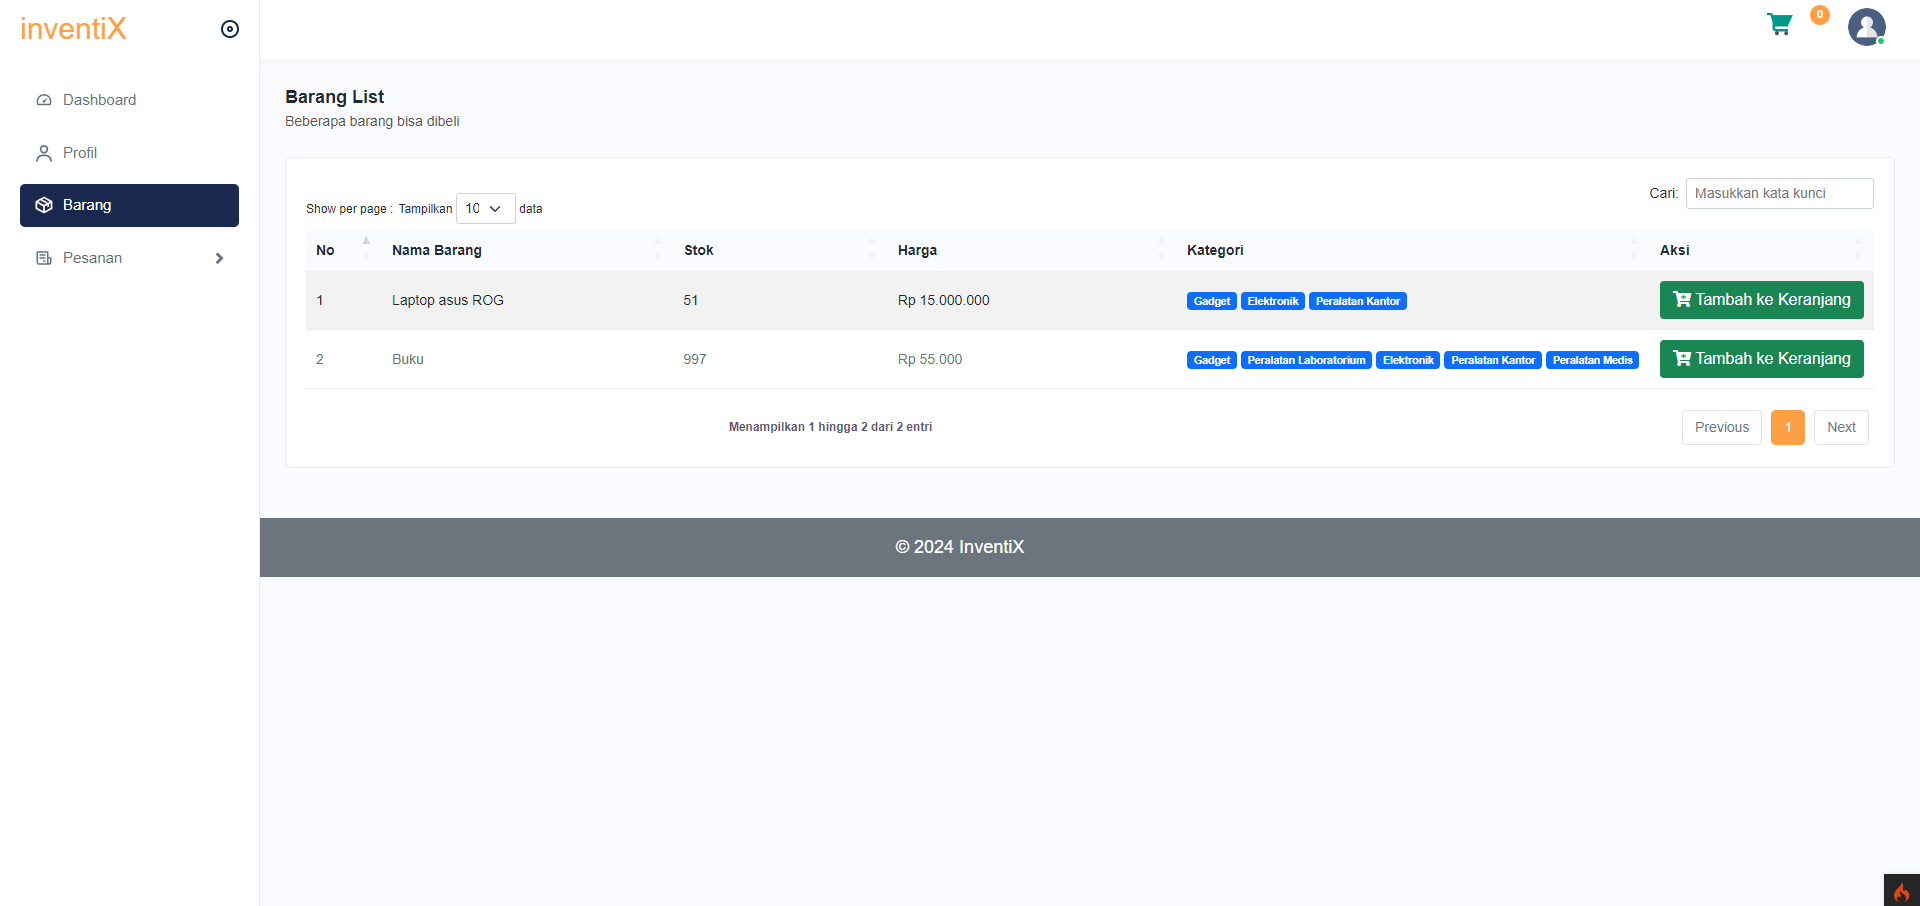 inventiX
0
Dashboard
Profil
Barang
Pesanan
Barang List
Beberapa barang bisa dibeli
Cari: Masukkan kata kunci
Show per page : Tampilkan 10 data
No Nama Barang Stok Harga Kategori Aksi
1 Laptop asus ROG 51 Rp 15.000.000 Gadget Elektronik Peralatan Kantor Tambah ke Keranjang
2 Buku 997 Rp 55.000 Gadget Peralatan Laboratorium Elektronik Peralatan Kantor Peralatan Medis Tambah ke Keranjang
Menampilkan 1 hingga 2 dari 2 entri
Previous 1 Next
© 2024 InventiX